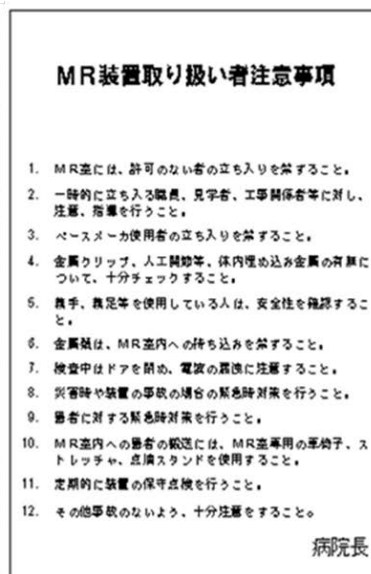 MR装置取り扱い者注意事項
1. MR室には、許可のない者の立ち入りを禁すること。
2. 一時的に立ち入る職員、見学者、工事関係者等に対し、
注意、指導を行うこと。
3. ペースメーカ使用者の立ち入りを禁すること。
4. 金属クリップ、人工関節等、体内埋め込み金属の有無に
ついて、十分チェックすること。
5. 義手、義足等を使用している人は、安全性を確認するこ
と。
6. 金属類は、MR室内への持ち込みを禁すること。
7. 検査中はドアを閉め、電波の漏洩に注意すること。
8. 災害時や装置の事故の場合の緊急時対策を行うこと。
9. 患者に対する緊急時対策を行うこと。
10. MR室内への患者の搬送には、MR室専用の車椅子、ス
トレッチャ、点滴スタンドを使用すること。
11. 定期的に装置の保守点検を行うこと。
12. その他事故のないよう、十分注意をすること。
病院長